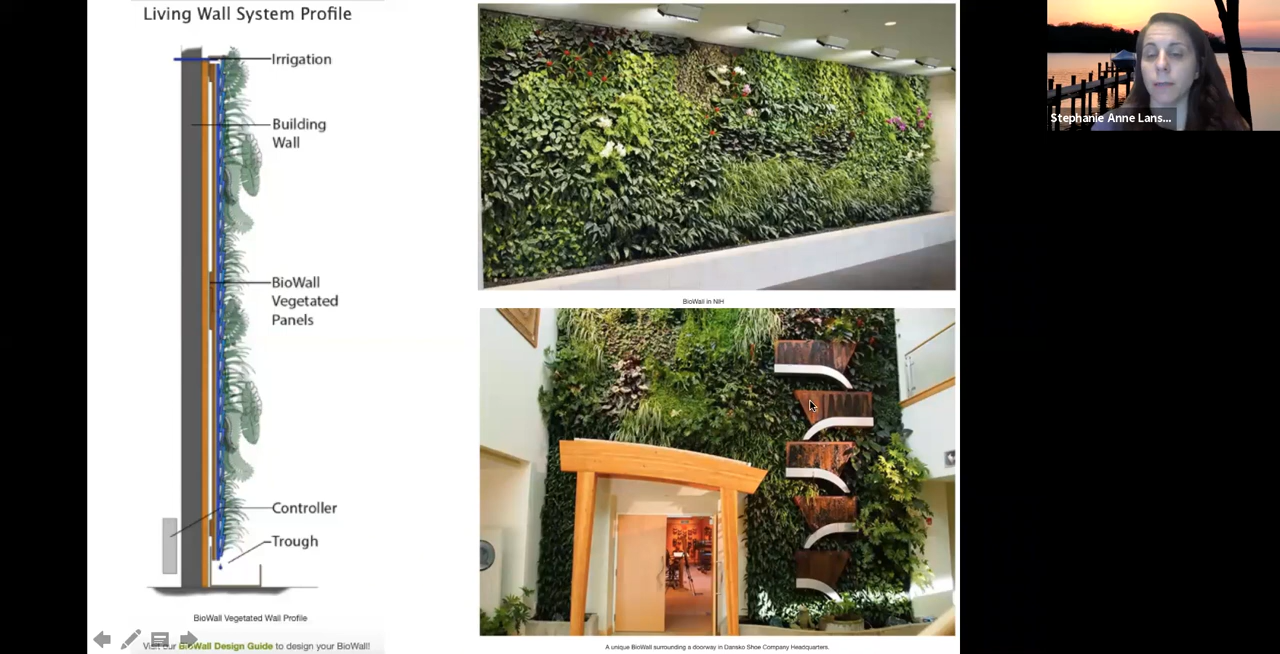 Living Wall System Profile
Irrigation
Building
Wall
BioWall
Vegetated
Panels
Controller
Trough
BioWall Vegetated Wall Profile
Visit our BioWall Design Guide to design your BioWall!
BioWall in NIH
A unique BioWall surrounding a doorway in Dansko Shoe Company Headquarters.
Stephanie Anne Lans...